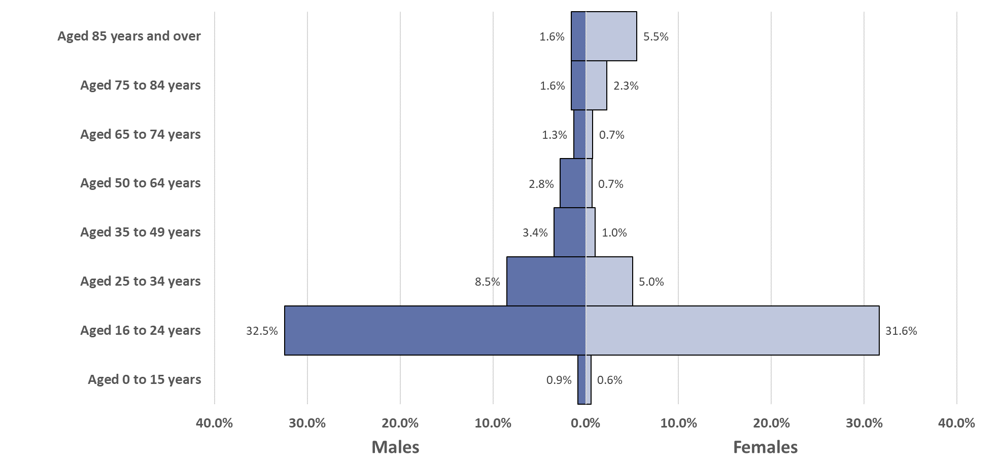 Aged 85 years and over 1.6% 5.5%
Aged 75 to 84 years 1.6% 2.3%
Aged 65 to 74 years 1.3% 0.7%
Aged 50 to 64 years 2.8% 0.7%
Aged 35 to 49 years 3.4% 1.0%
Aged 25 to 34 years 8.5% 5.0%
Aged 16 to 24 years 32.5% 31.6%
Aged 0 to 15 years 0.9% 0.6%
40.0% 30.0% 20.0% 10.0% 0.0% 10.0% 20.0% 30.0% 40.0%
Males Females